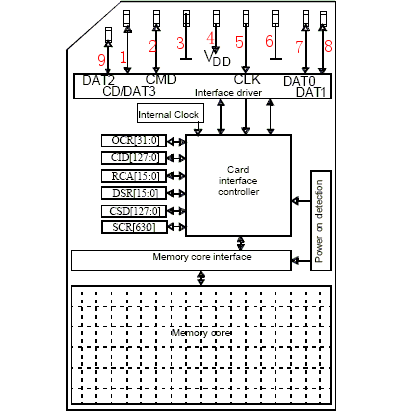 9 1 2 3 4 5 6 7 8
VDD
DAT2 CMD CLK DAT0
CD/DAT3 Interface driver DAT1
Internal Clock
OCR[31:0]
CID[127:0]
RCA[15:0]
DSR[15:0]
CSD[127:0]
SCR[630]
Card
interface
controller
Power on detection
Memory core interface
Memory core